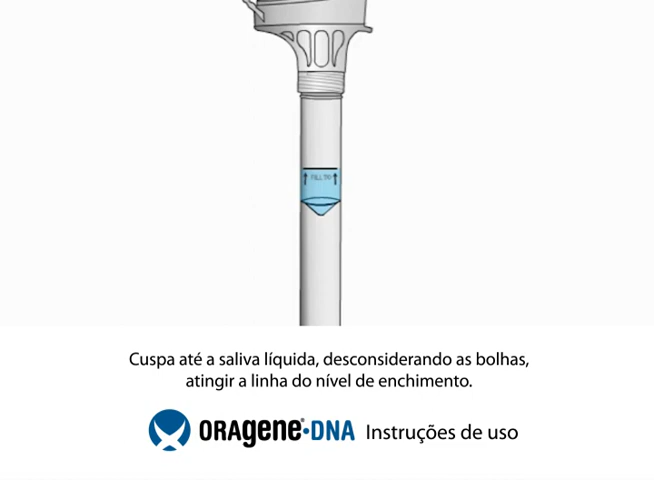 FILL TO
Cuspa até a saliva líquida, desconsiderando as bolhas,
atingir a linha do nível de enchimento.
ORAgene®•DNA Instruções de uso